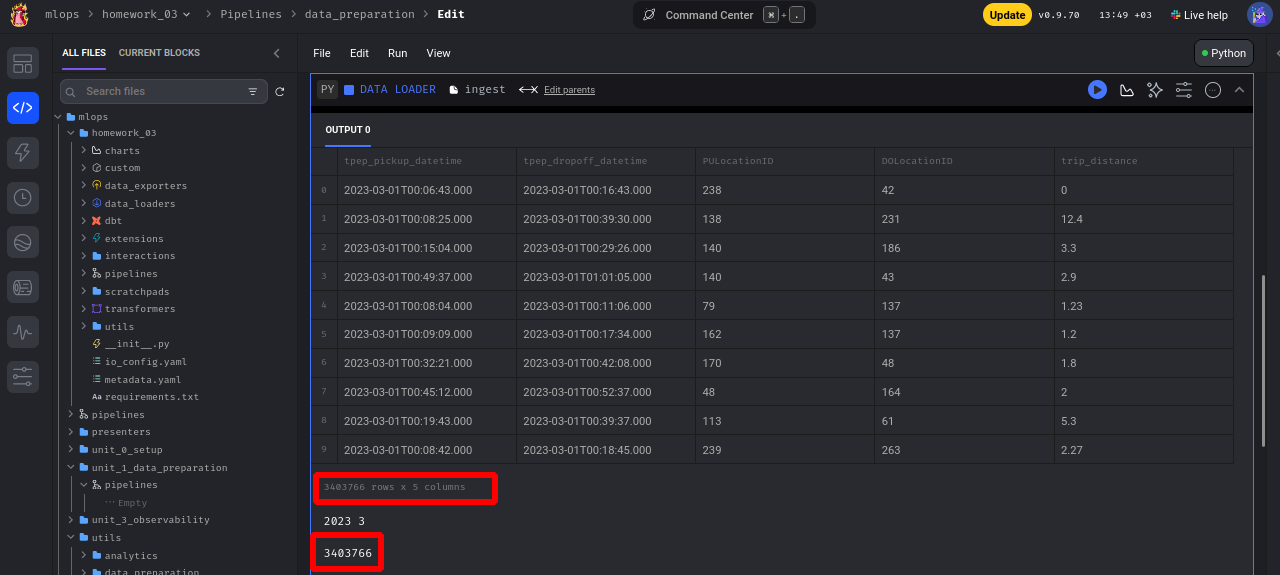 mlops > homework_03 > Pipelines > data_preparation > Edit
Command Center ⌘ + .
Update v0.9.70 13:49 +03 Live help
ALL FILES CURRENT BLOCKS
Search files
mlops
homework_03
charts
custom
data_exporters
data_loaders
dbt
extensions
interactions
pipelines
scratchpads
transformers
utils
__init__.py
io_config.yaml
metadata.yaml
Aa requirements.txt
pipelines
presenters
unit_0_setup
unit_1_data_preparation
pipelines
··· Empty
unit_3_observability
utils
analytics
data_preparation
File Edit Run View
Python
PY DATA LOADER ingest Edit parents
OUTPUT 0
tpep_pickup_datetime tpep_dropoff_datetime PULocationID DOLocationID trip_distance
0 2023-03-01T00:06:43.000 2023-03-01T00:16:43.000 238 42 0
1 2023-03-01T00:08:25.000 2023-03-01T00:39:30.000 138 231 12.4
2 2023-03-01T00:15:04.000 2023-03-01T00:29:26.000 140 186 3.3
3 2023-03-01T00:49:37.000 2023-03-01T01:01:05.000 140 43 2.9
4 2023-03-01T00:08:04.000 2023-03-01T00:11:06.000 79 137 1.23
5 2023-03-01T00:09:09.000 2023-03-01T00:17:34.000 162 137 1.2
6 2023-03-01T00:32:21.000 2023-03-01T00:42:08.000 170 48 1.8
7 2023-03-01T00:45:12.000 2023-03-01T00:52:37.000 48 164 2
8 2023-03-01T00:19:43.000 2023-03-01T00:39:37.000 113 61 5.3
9 2023-03-01T00:08:42.000 2023-03-01T00:18:45.000 239 263 2.27
3403766 rows x 5 columns
2023 3
3403766